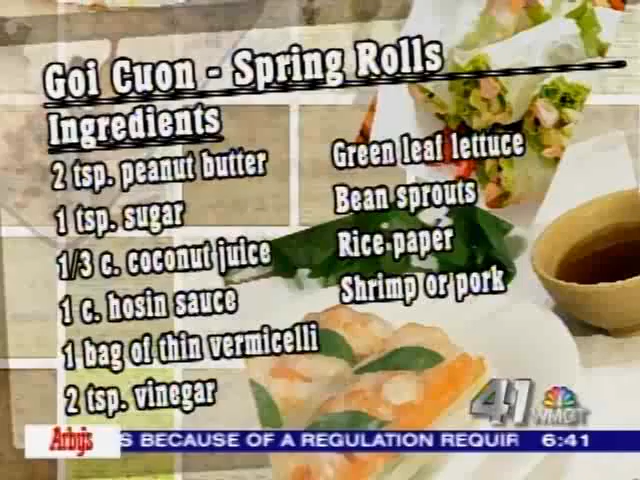 Goi Cuon - Spring Rolls
Ingredients
2 tsp. peanut butter
1 tsp. sugar
1/3 c. coconut juice
1 c. hosin sauce
1 bag of thin vermicelli
2 tsp. vinegar
Green leaf lettuce
Bean sprouts
Rice paper
Shrimp or pork
41 WMGT
Arby's S BECAUSE OF A REGULATION REQUIR 6:41